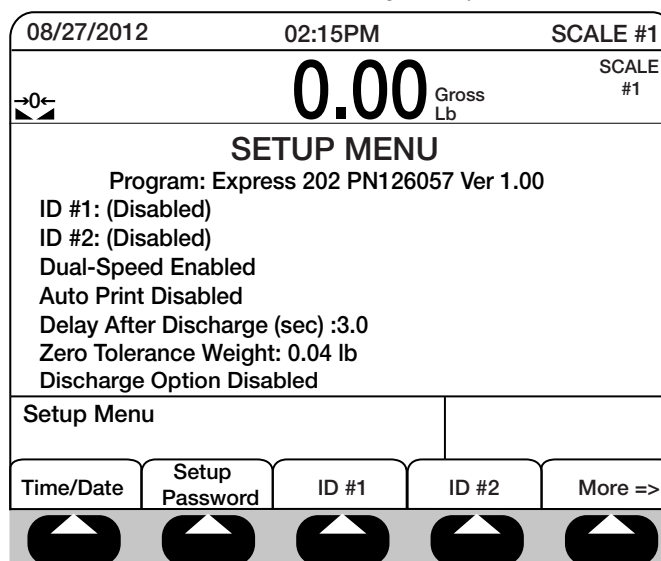 08/27/2012 02:15PM SCALE #1
→0← 0.00 Gross Lb SCALE #1
SETUP MENU
Program: Express 202 PN126057 Ver 1.00
ID #1: (Disabled)
ID #2: (Disabled)
Dual-Speed Enabled
Auto Print Disabled
Delay After Discharge (sec) :3.0
Zero Tolerance Weight: 0.04 lb
Discharge Option Disabled
Setup Menu
Time/Date Setup Password ID #1 ID #2 More =>